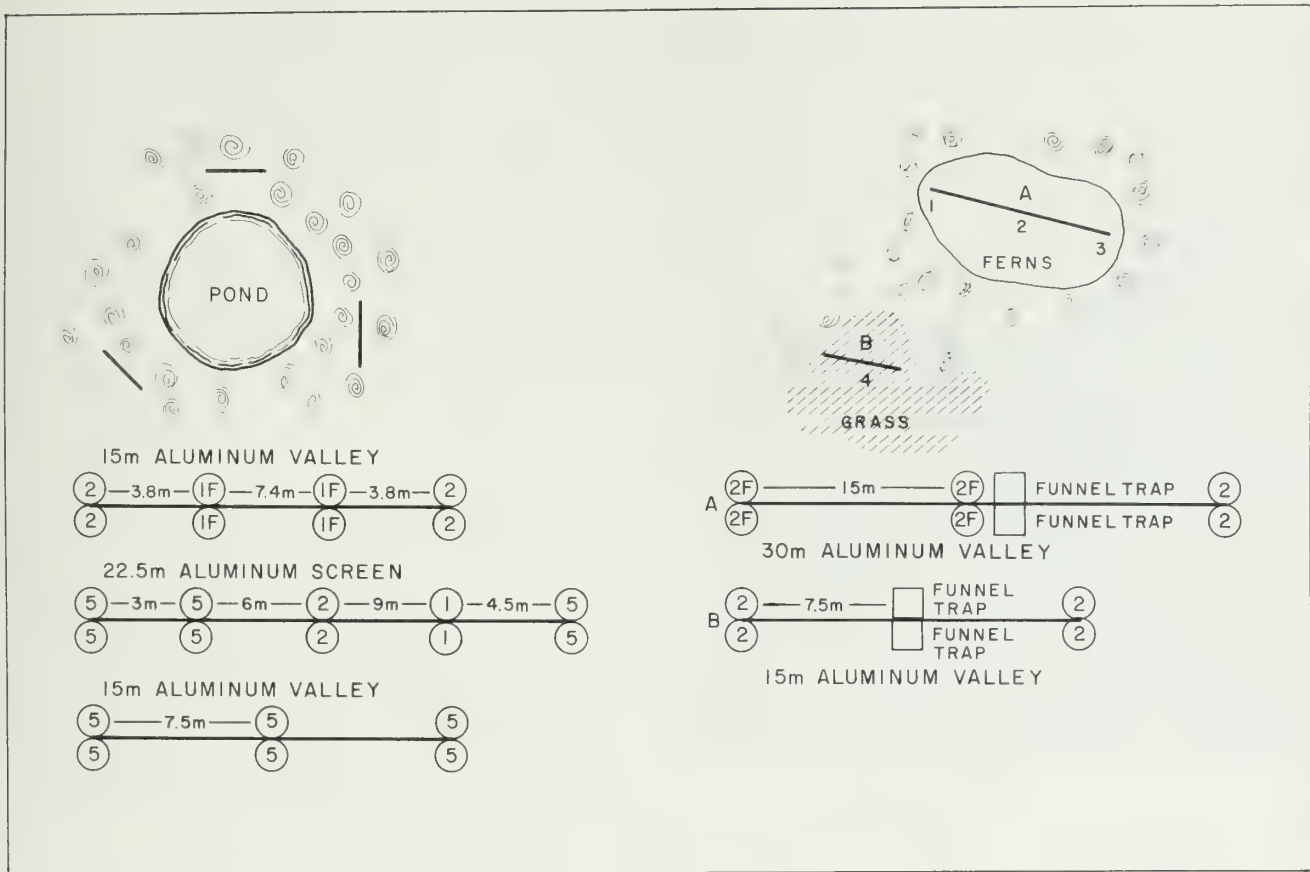 POND
15m ALUMINUM VALLEY
2 3.8m 1F 7.4m 1F 3.8m 2
2 1F 1F 2
22.5m ALUMINUM SCREEN
5 3m 5 6m 2 9m 1 4.5m 5
5 5 2 1 5
15m ALUMINUM VALLEY
5 7.5m 5 5
5 5 5
A
1
2
3
FERNS
B
4
GRASS
2F 15m 2F FUNNEL TRAP 2
A
2F 2F FUNNEL TRAP 2
30m ALUMINUM VALLEY
2 7.5m FUNNEL 2
TRAP
B
2 FUNNEL 2
TRAP
15m ALUMINUM VALLEY